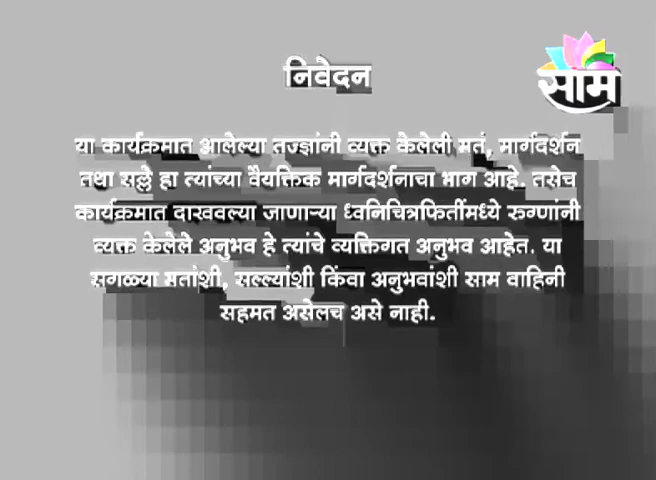 निवेदन
साम
या कार्यक्रमात आलेल्या तज्ज्ञांनी व्यक्त केलेली मतं, मार्गदर्शन
तथा सल्ले हा त्यांच्या वैयक्तिक मार्गदर्शनाचा भाग आहे. तसेच
कार्यक्रमात दाखवल्या जाणाऱ्या ध्वनिचित्रफितींमध्ये रुग्णांनी
व्यक्त केलेले अनुभव हे त्यांचे व्यक्तिगत अनुभव आहेत. या
सगळ्या मतांशी, सल्ल्यांशी किंवा अनुभवांशी साम वाहिनी
सहमत असेलच असे नाही.